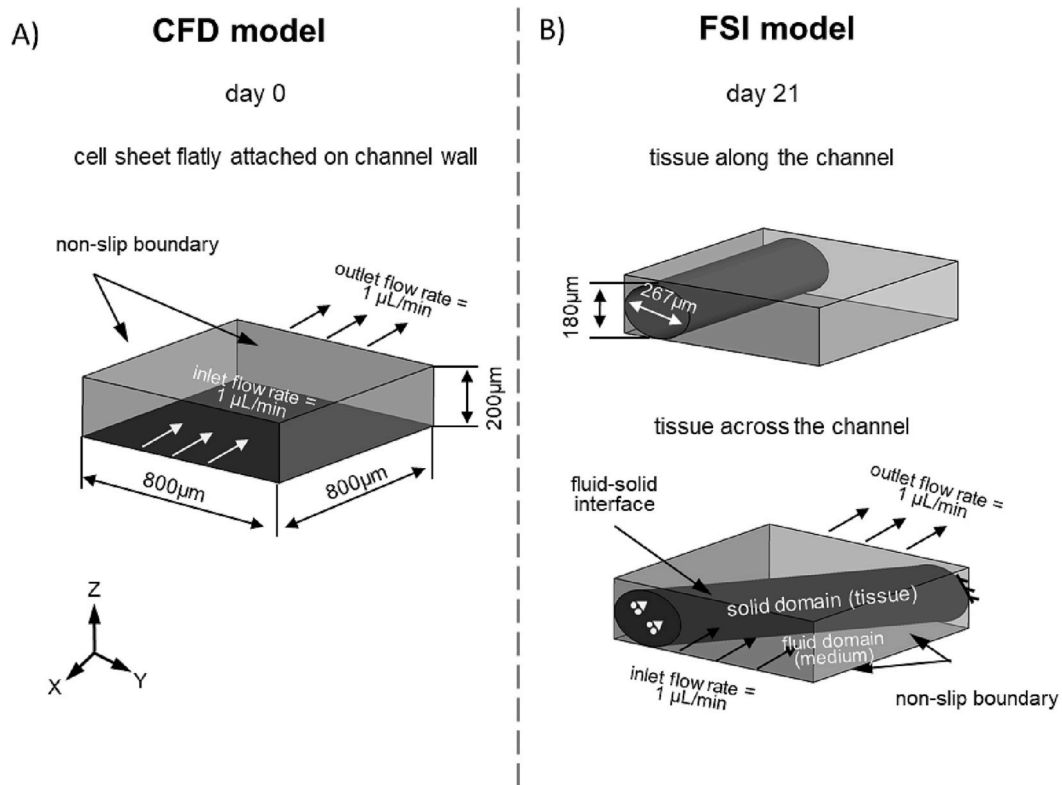 A)
CFD model
day 0
cell sheet flatly attached on channel wall
non-slip boundary
outlet flow rate =
1 µL/min
inlet flow rate =
1 µL/min
200µm
800µm
800µm
Z
X
Y
B)
FSI model
day 21
tissue along the channel
180µm
267µm
tissue across the channel
fluid-solid
interface
outlet flow rate =
1 µL/min
solid domain (tissue)
fluid domain
(medium)
inlet flow rate =
1 µL/min
non-slip boundary